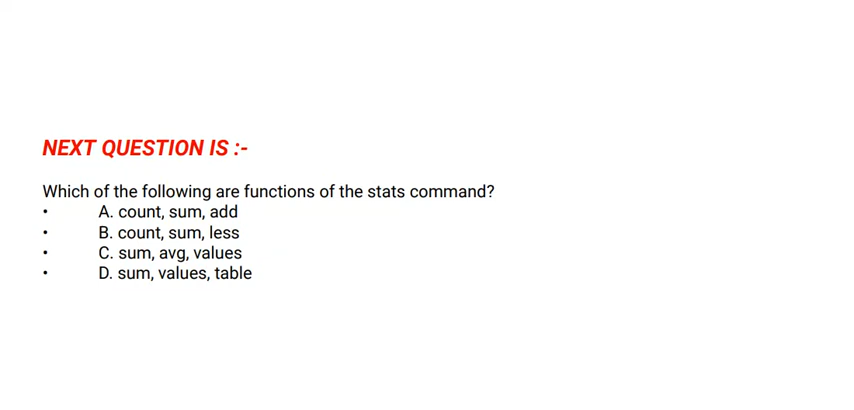 NEXT QUESTION IS :-
Which of the following are functions of the stats command?
• A. count, sum, add
• B. count, sum, less
• C. sum, avg, values
• D. sum, values, table